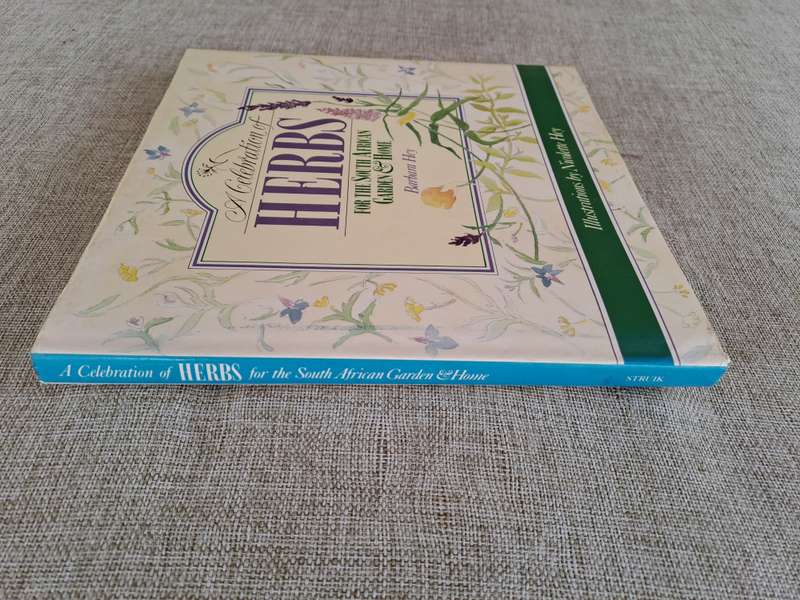 A Celebration of
HERBS
FOR THE SOUTH AFRICAN
GARDEN & HOME
Barbara Hey
Illustrations by Nicolette Hey
A Celebration of HERBS for the South African Garden & Home STRUIK